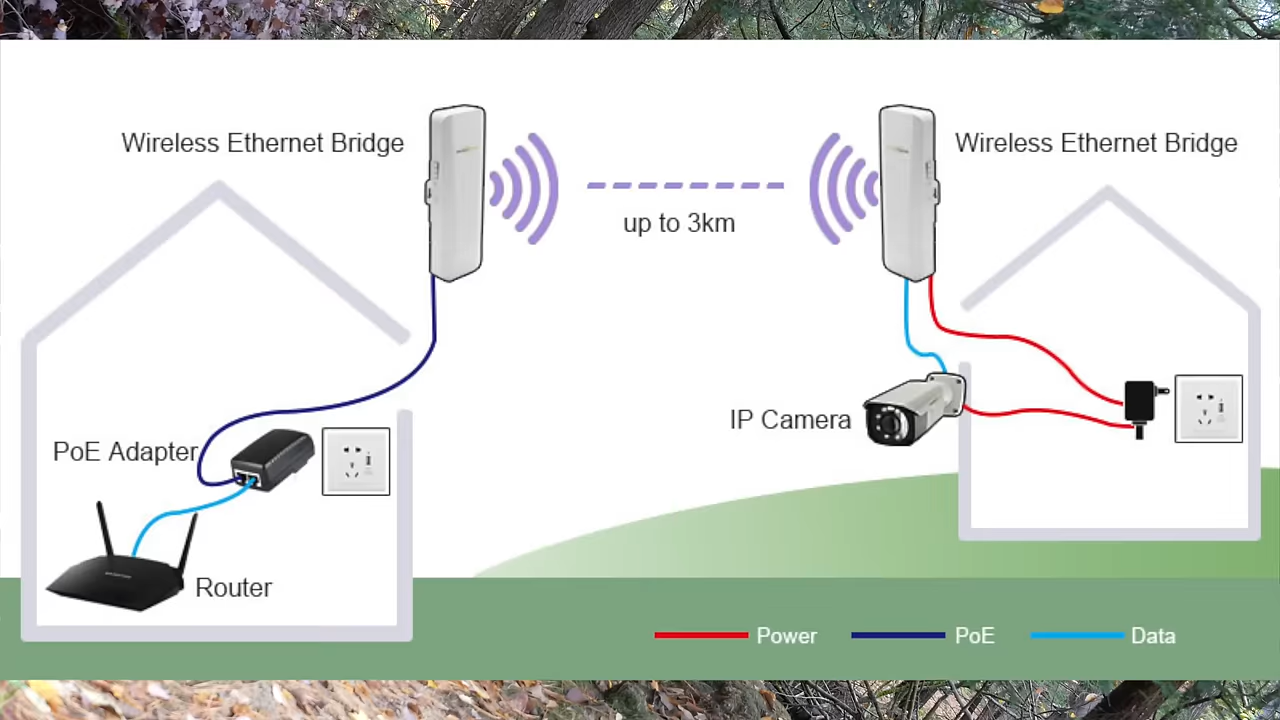 Wireless Ethernet Bridge
Wireless Ethernet Bridge
up to 3km
IP Camera
PoE Adapter
Router
Power
PoE
Data